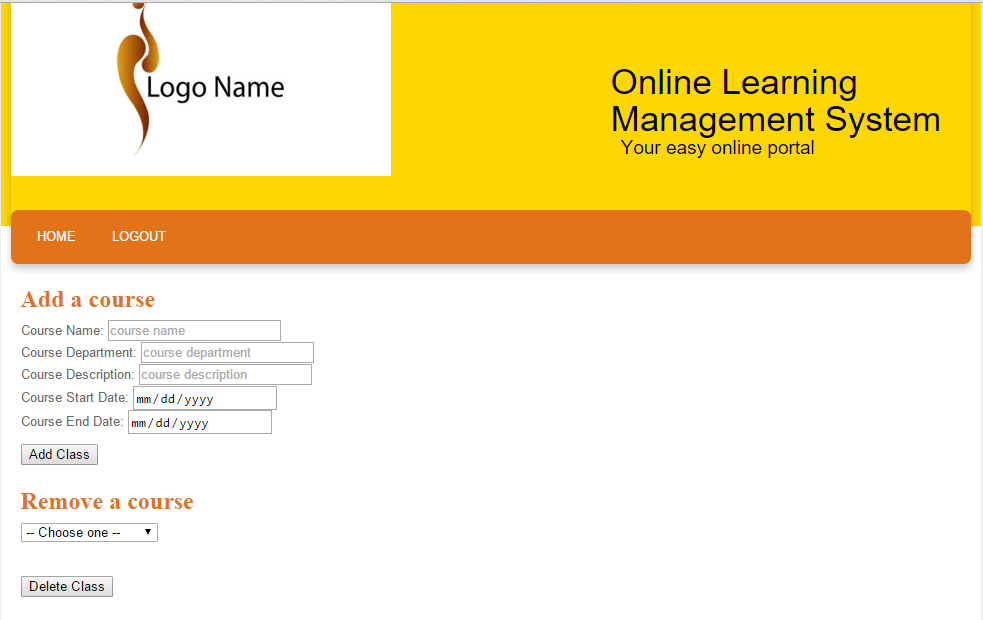 Logo Name
Online Learning
Management System
Your easy online portal
HOME LOGOUT
Add a course
Course Name: course name
Course Department: course department
Course Description: course description
Course Start Date: mm/dd/yyyy
Course End Date: mm/dd/yyyy
Add Class
Remove a course
-- Choose one --
Delete Class